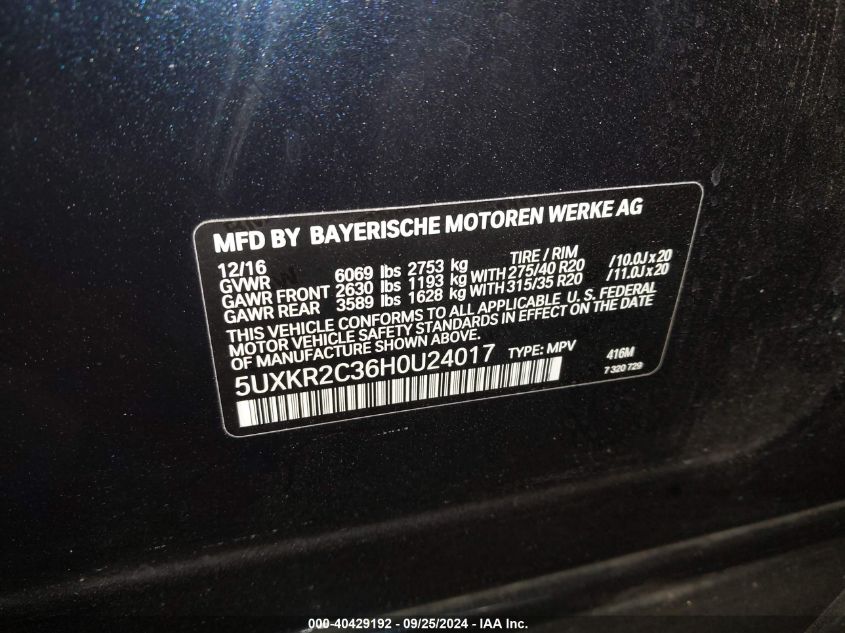 MFD BY BAYERISCHE MOTOREN WERKE AG
12/16 TIRE / RIM
GVWR 6069 lbs 2753 kg
GAWR FRONT 2630 lbs 1193 kg WITH 275/40 R20 /10.0J x 20
GAWR REAR 3589 lbs 1628 kg WITH 315/35 R20 /11.0J x 20
THIS VEHICLE CONFORMS TO ALL APPLICABLE U. S. FEDERAL
MOTOR VEHICLE SAFETY STANDARDS IN EFFECT ON THE DATE
OF MANUFACTURE SHOWN ABOVE.
5UXKR2C36H0U24017 TYPE: MPV 416M
7 320 729
000-40429192 - 09/25/2024 - IAA Inc.